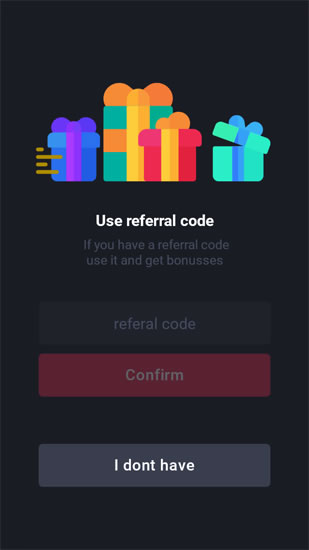 Use referral code
If you have a referral code
use it and get bonusses
referal code
Confirm
I dont have